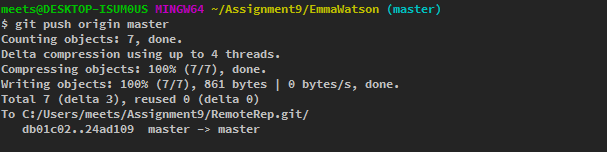 meets@DESKTOP-ISUM0US MINGW64 ~/Assignment9/EmmaWatson (master)
$ git push origin master
Counting objects: 7, done.
Delta compression using up to 4 threads.
Compressing objects: 100% (7/7), done.
Writing objects: 100% (7/7), 861 bytes | 0 bytes/s, done.
Total 7 (delta 3), reused 0 (delta 0)
To C:/Users/meets/Assignment9/RemoteRep.git/
db01c02..24ad109  master -> master